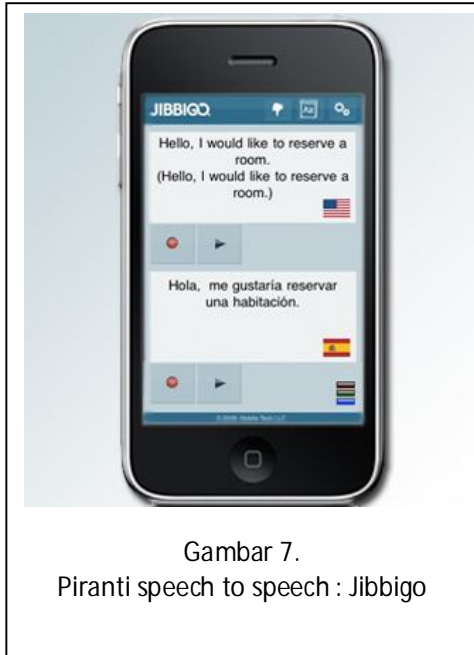 JIBBIGO
Aa
Hello, I would like to reserve a
room.
(Hello, I would like to reserve a
room.)
Hola, me gustaría reservar
una habitación.
Gambar 7.
Piranti speech to speech : Jibbigo